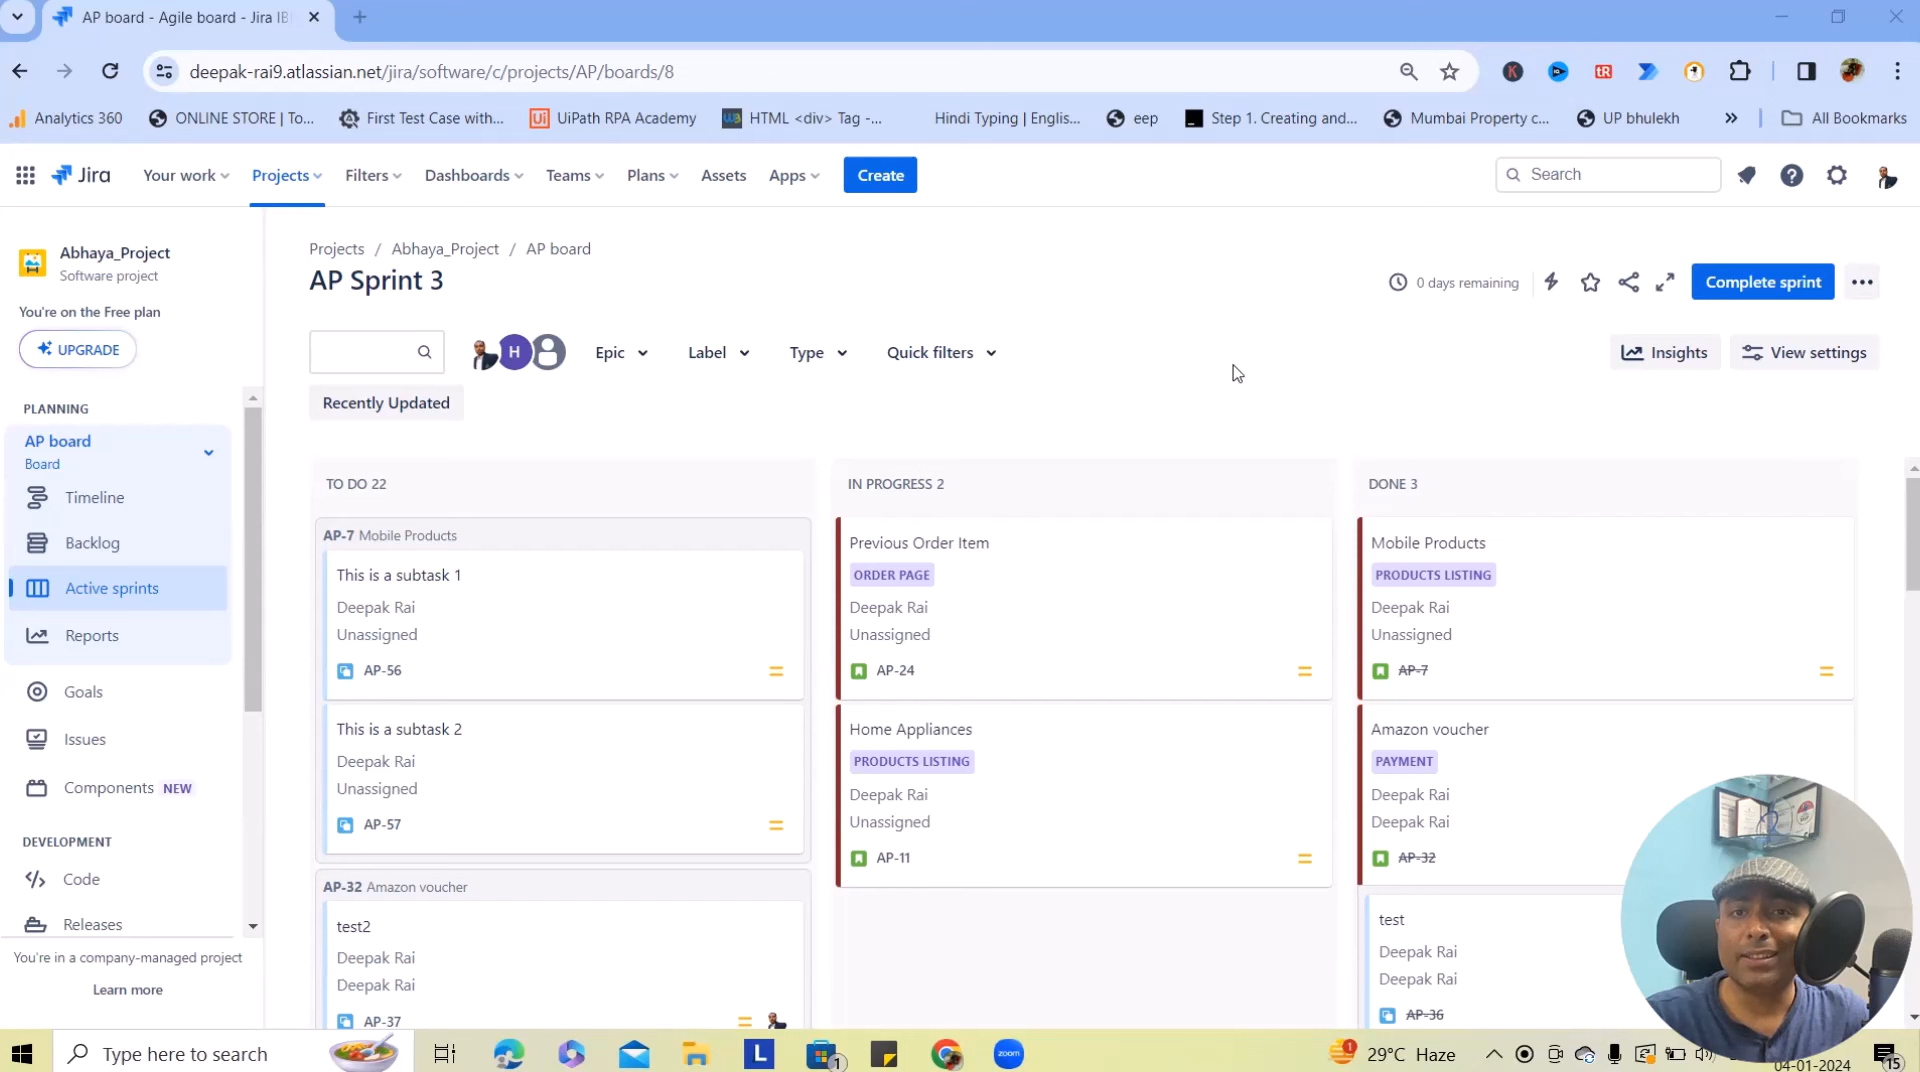 AP board - Agile board - Jira IB
deepak-rai9.atlassian.net/jira/software/c/projects/AP/boards/8
Analytics 360
ONLINE STORE | To...
First Test Case with...
UiPath RPA Academy
HTML <div> Tag -...
Hindi Typing | Englis...
eep
Step 1. Creating and...
Mumbai Property c...
UP bhulekh
All Bookmarks
Jira
Your work
Projects
Filters
Dashboards
Teams
Plans
Assets
Apps
Create
Search
Abhaya_Project
Software project
You're on the Free plan
UPGRADE
PLANNING
AP board
Board
Timeline
Backlog
Active sprints
Reports
Goals
Issues
Components NEW
DEVELOPMENT
Code
Releases
You're in a company-managed project
Learn more
Projects / Abhaya_Project / AP board
AP Sprint 3
0 days remaining
Complete sprint
H
Epic
Label
Type
Quick filters
Insights
View settings
Recently Updated
TO DO 22
AP-7 Mobile Products
This is a subtask 1
Deepak Rai
Unassigned
AP-56
This is a subtask 2
Deepak Rai
Unassigned
AP-57
AP-32 Amazon voucher
test2
Deepak Rai
Deepak Rai
AP-37
IN PROGRESS 2
Previous Order Item
ORDER PAGE
Deepak Rai
Unassigned
AP-24
Home Appliances
PRODUCTS LISTING
Deepak Rai
Unassigned
AP-11
DONE 3
Mobile Products
PRODUCTS LISTING
Deepak Rai
Unassigned
AP-7
Amazon voucher
PAYMENT
Deepak Rai
Deepak Rai
AP-32
test
Deepak Rai
Deepak Rai
AP-36
Type here to search
L
1
zoom
1
29°C Haze
04-01-2024
15